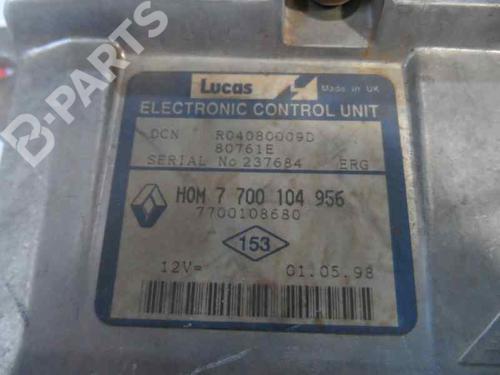 B-PARTS
Lucas
Made in UK
ELECTRONIC CONTROL UNIT
DCN R04080009D
80761E
SERIAL No 237684 ERG
HOM 7 700 104 956
7700108680
153
12V= 01.05.98